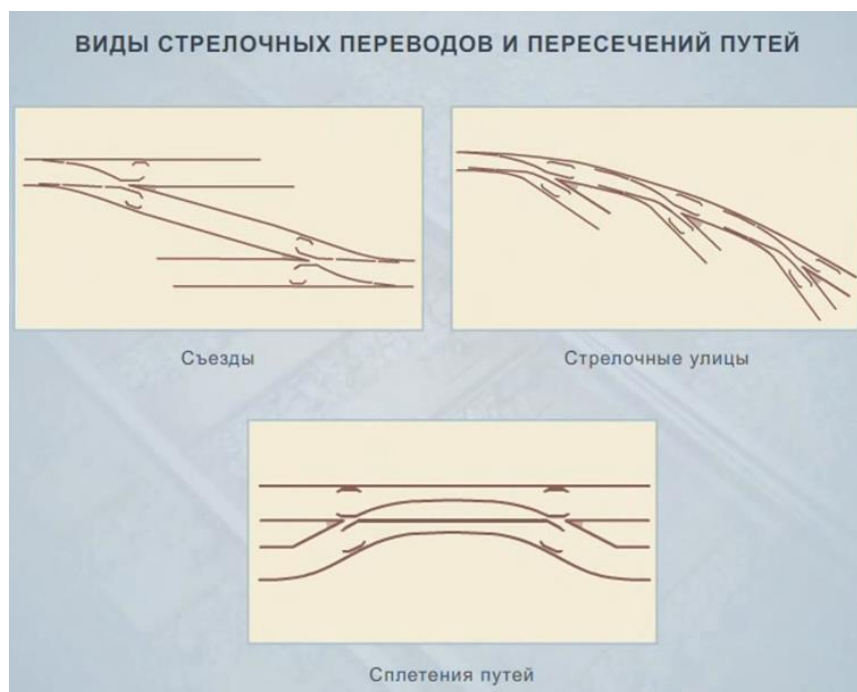 ВИДЫ СТРЕЛОЧНЫХ ПЕРЕВОДОВ И ПЕРЕСЕЧЕНИЙ ПУТЕЙ
Съезды
Стрелочные улицы
Сплетения путей